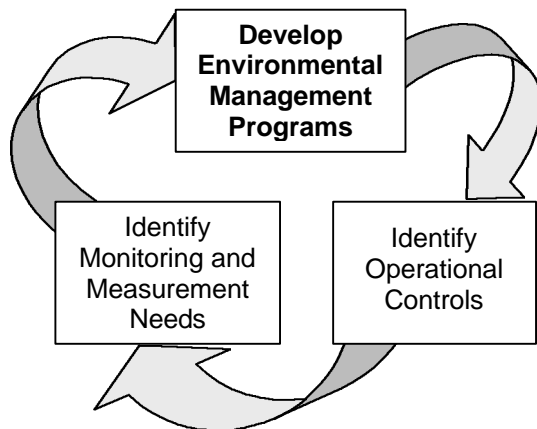 Develop
Environmental
Management
Programs
Identify
Monitoring and
Measurement
Needs
Identify
Operational
Controls